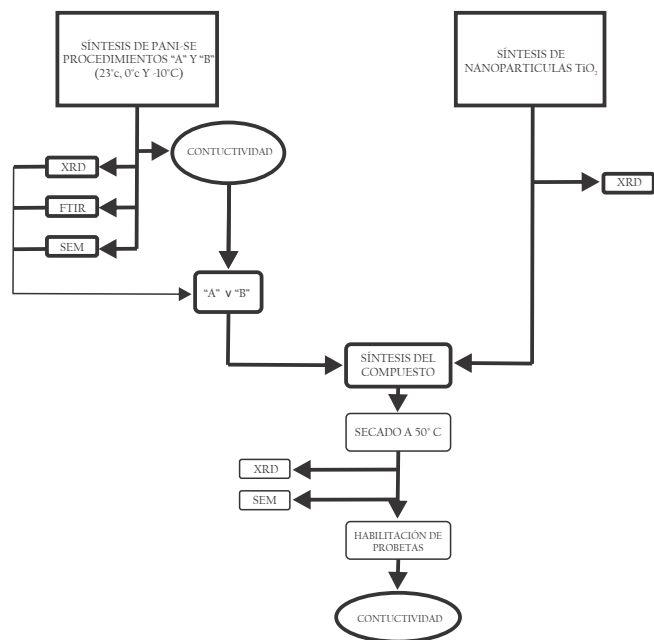 SÍNTESIS DE PANI-SE
PROCEDIMIENTOS “A” Y “B”
(23°c, 0°c Y -10°C)
SÍNTESIS DE
NANOPARTICULAS TiO₂
CONTUCTIVIDAD
XRD
FTIR
SEM
XRD
“A” v “B”
SÍNTESIS DEL
COMPUESTO
SECADO A 50° C
XRD
SEM
HABILITACIÓN DE
PROBETAS
CONTUCTIVIDAD